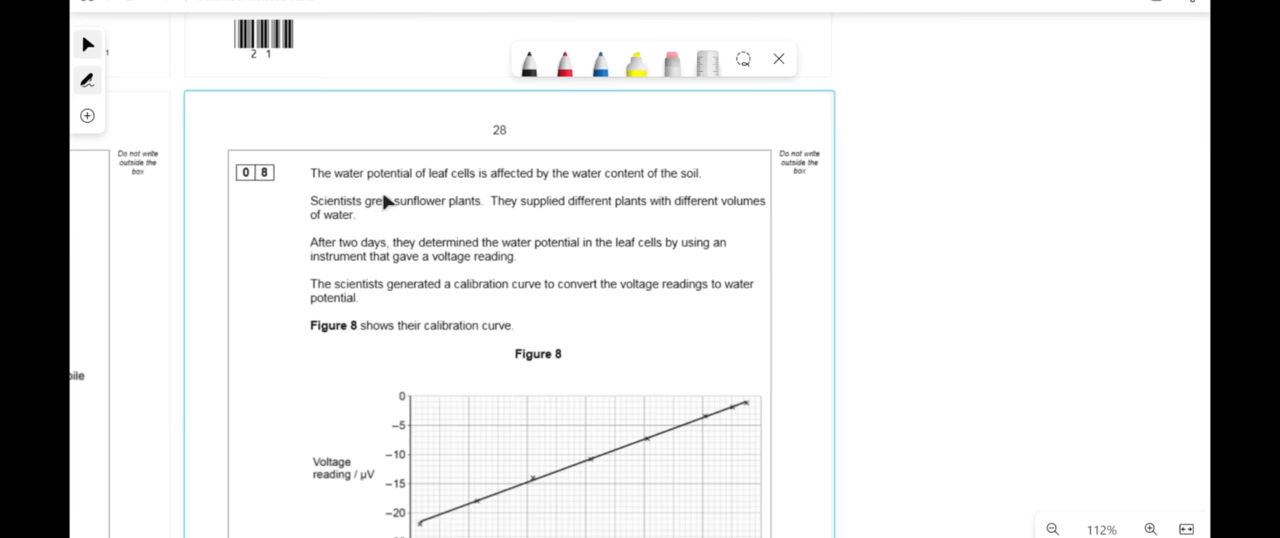 2 1
28
Do not write
outside the
box
Do not write
outside the
box
0 8
The water potential of leaf cells is affected by the water content of the soil.
Scientists sunflower plants. They supplied different plants with different volumes
of water.
After two days, they determined the water potential in the leaf cells by using an
instrument that gave a voltage reading.
The scientists generated a calibration curve to convert the voltage readings to water
potential.
Figure 8 shows their calibration curve.
Figure 8
0
−5
−10
−15
−20
Voltage
reading / µV
112%